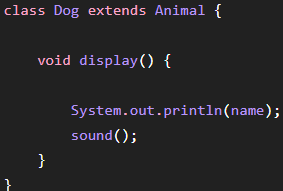 class Dog extends Animal {
    void display() {
        System.out.println(name);
        sound();
    }
}